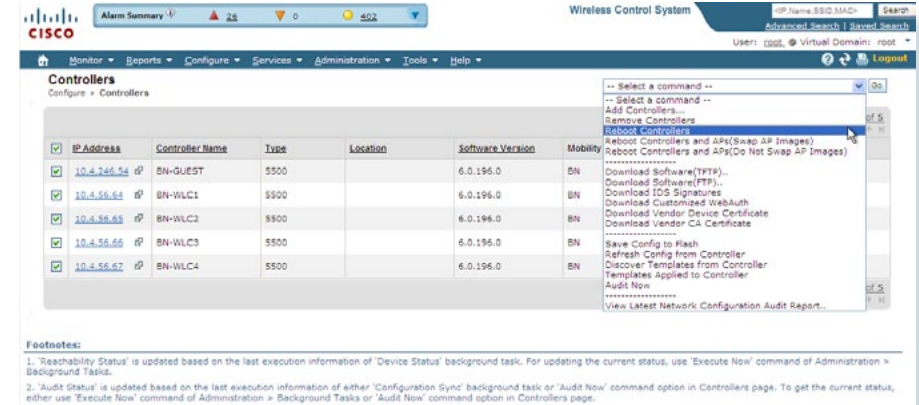 Alarm Summary 26 0 402
Wireless Control System
<IP,Name,SSID,MAC> Search
Advanced Search | Saved Search
CISCO
User: root @ Virtual Domain: root
Monitor Reports Configure Services Administration Tools Help Logout
Controllers
Configure > Controllers
-- Select a command -- Go
-- Select a command --
Add Controllers...
Remove Controllers
Reboot Controllers
Reboot Controllers and APs(Swap AP Images)
Reboot Controllers and APs(Do Not Swap AP Images)
------------------
Download Software(TFTP)..
Download Software(FTP)..
Download IDS Signatures
Download Customized WebAuth
Download Vendor Device Certificate
Download Vendor CA Certificate
------------------
Save Config to Flash
Refresh Config from Controller
Discover Templates from Controller
Templates Applied to Controller
Audit Now
------------------
View Latest Network Configuration Audit Report..
of 5
IP Address Controller Name Type Location Software Version Mobility
10.4.246.54 BN-GUEST 5500 6.0.196.0 BN
10.4.56.64 BN-WLC1 5500 6.0.196.0 BN
10.4.56.65 BN-WLC2 5500 6.0.196.0 BN
10.4.56.66 BN-WLC3 5500 6.0.196.0 BN
10.4.56.67 BN-WLC4 5500 6.0.196.0 BN
of 5
Footnotes:
1. 'Reachability Status' is updated based on the last execution information of 'Device Status' background task. For updating the current status, use 'Execute Now' command of Administration >
Background Tasks.
2. 'Audit Status' is updated based on the last execution information of either 'Configuration Sync' background task or 'Audit Now' command option in Controllers page. To get the current status,
either use 'Execute Now' command of Administration > Background Tasks or 'Audit Now' command option in Controllers page.